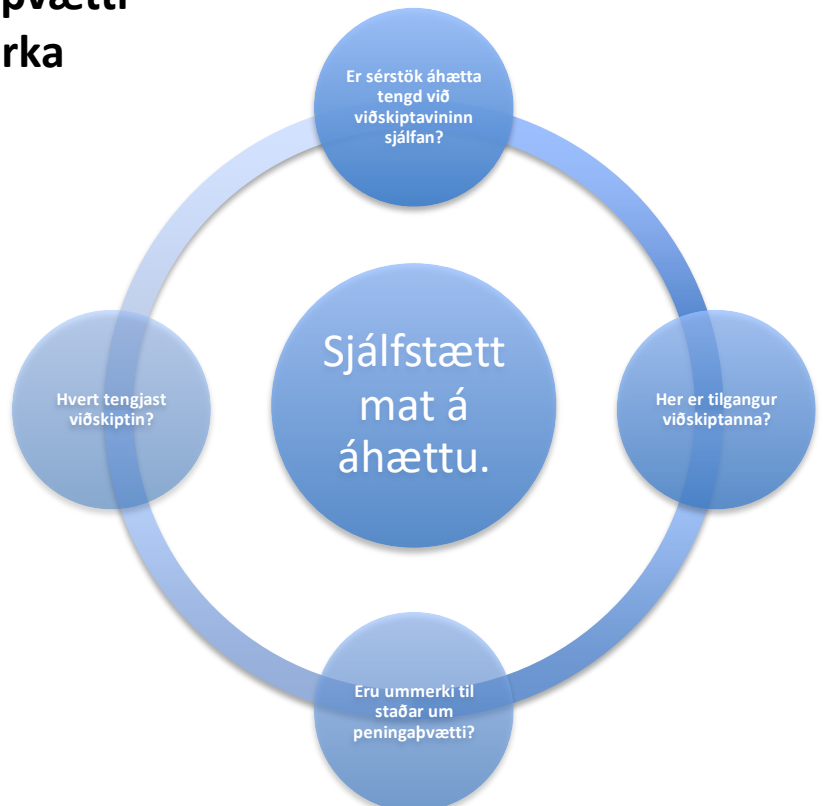 þvætti
rka
Er sérstök áhætta
tengd við
viðskiptavininn
sjálfan?
Sjálfstætt
mat á
áhættu.
Hvert tengjast
viðskiptin?
Her er tilgangur
viðskiptanna?
Eru ummerki til
staðar um
peningaþvætti?